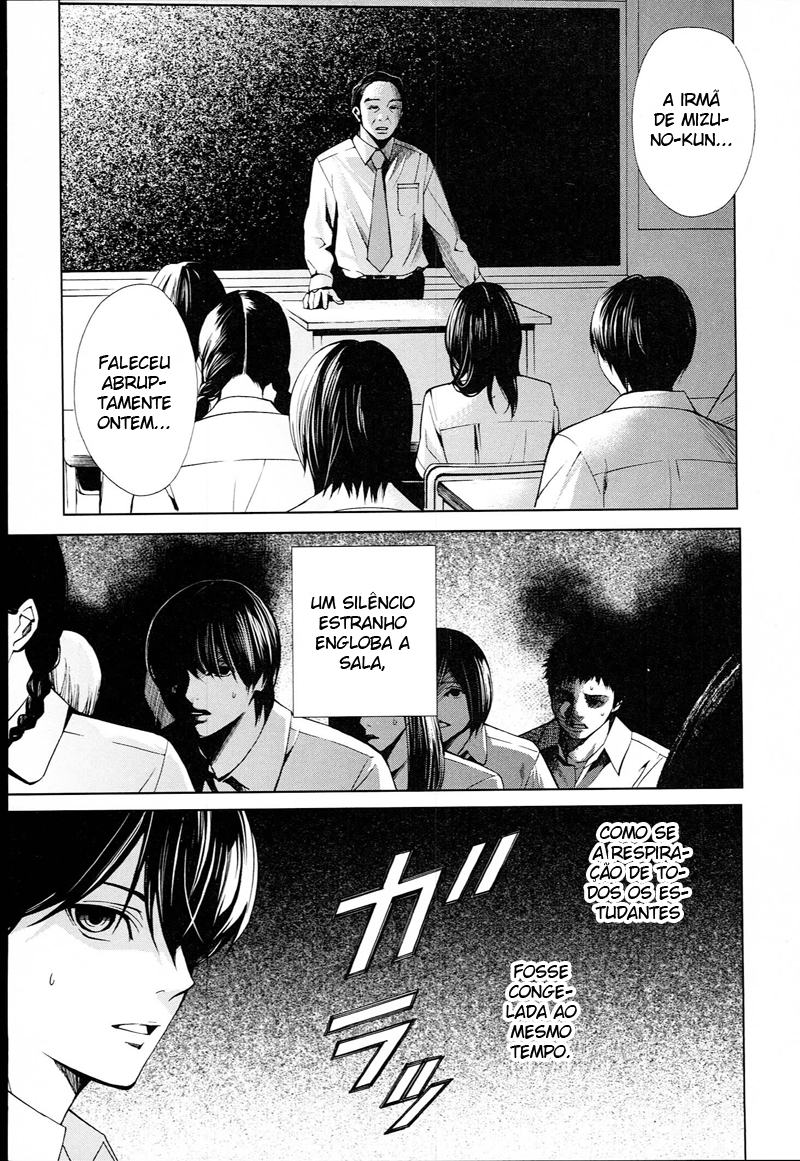 A IRMÃ
DE MIZU-
NO-KUN...
FALECEU
ABRUP-
TAMENTE
ONTEM...
UM SILÊNCIO
ESTRANHO
ENGLOBA A
SALA,
COMO SE
A RESPIRA-
ÇÃO DE TO-
DOS OS ES-
TUDANTES
FOSSE
CONGE-
LADA AO
MESMO
TEMPO.
ガラッ